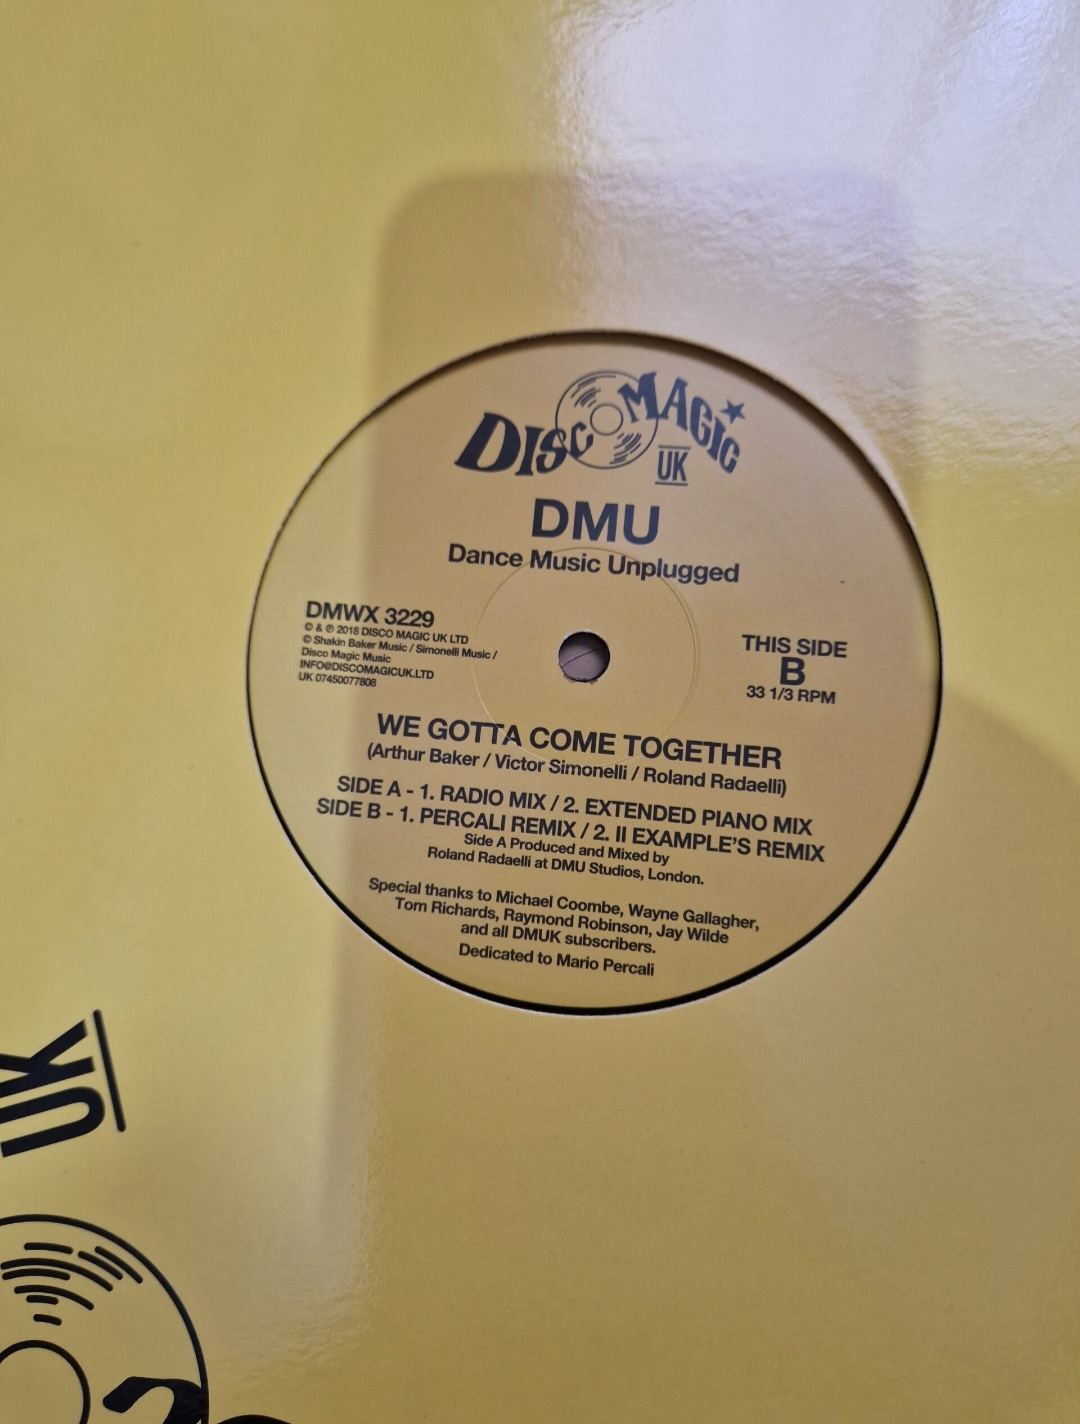 DISCO MAGIC
UK
DMU
Dance Music Unplugged
DMWX 3229
© & ℗ 2018 DISCO MAGIC UK LTD
© Shakin Baker Music / Simonelli Music /
Disco Magic Music
INFO@DISCOMAGICUK.LTD
UK 07450077808
THIS SIDE
B
33 1/3 RPM
WE GOTTA COME TOGETHER
(Arthur Baker / Victor Simonelli / Roland Radaelli)
SIDE A - 1. RADIO MIX / 2. EXTENDED PIANO MIX
SIDE B - 1. PERCALI REMIX / 2. II EXAMPLE'S REMIX
Side A Produced and Mixed by
Roland Radaelli at DMU Studios, London.
Special thanks to Michael Coombe, Wayne Gallagher,
Tom Richards, Raymond Robinson, Jay Wilde
and all DMUK subscribers.
Dedicated to Mario Percali
UK